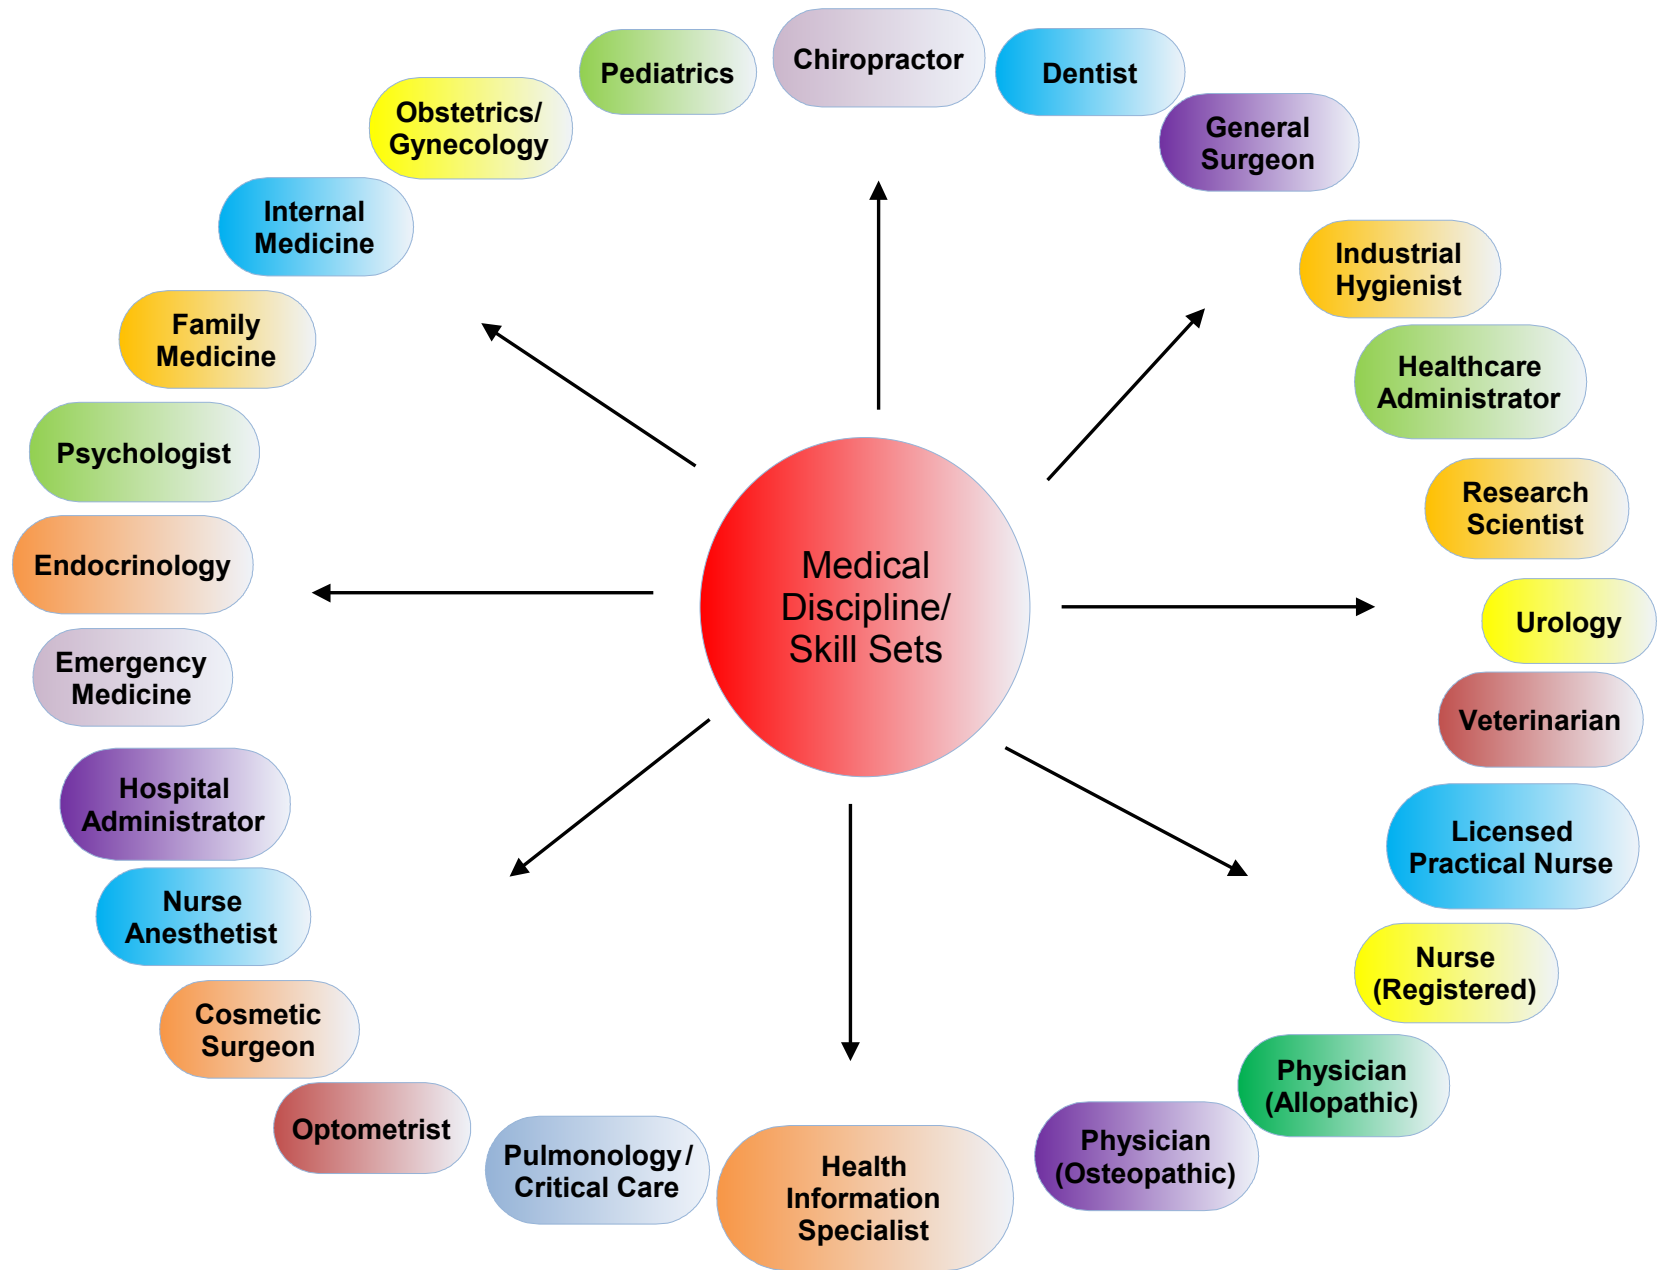 Chiropractor
Dentist
General
Surgeon
Industrial
Hygienist
Healthcare
Administrator
Research
Scientist
Urology
Veterinarian
Licensed
Practical Nurse
Nurse
(Registered)
Physician
(Allopathic)
Physician
(Osteopathic)
Health
Information
Specialist
Pulmonology/
Critical Care
Optometrist
Cosmetic
Surgeon
Nurse
Anesthetist
Hospital
Administrator
Emergency
Medicine
Endocrinology
Psychologist
Family
Medicine
Internal
Medicine
Obstetrics/
Gynecology
Pediatrics
Medical
Discipline/
Skill Sets